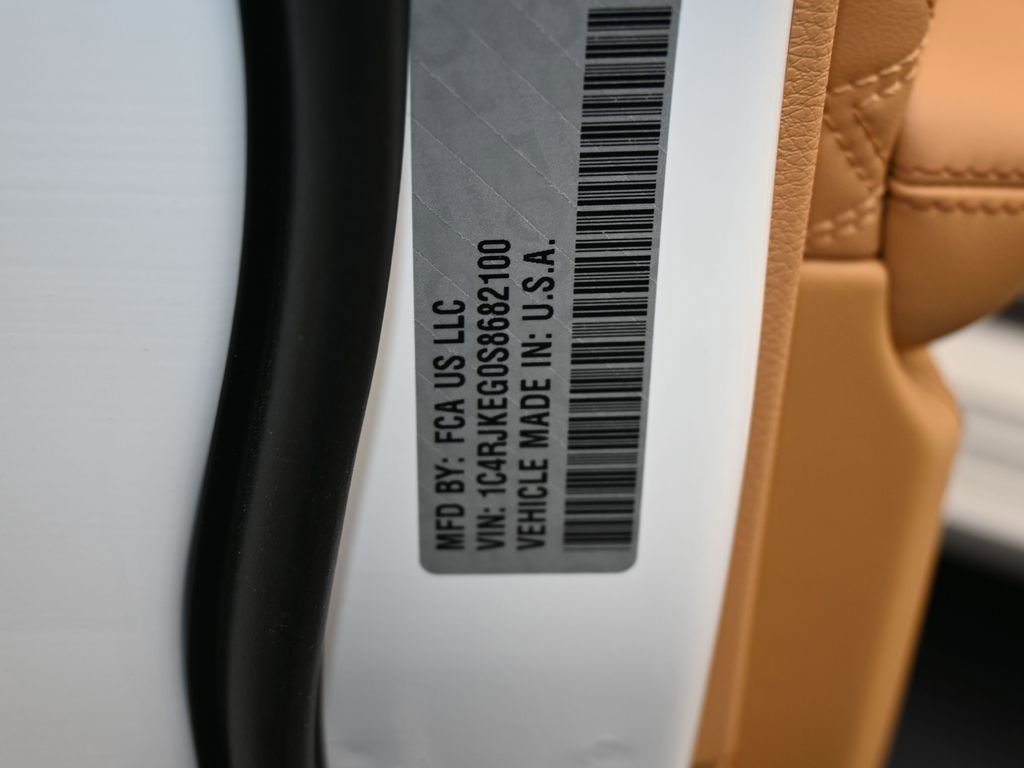 MFD BY: FCA US LLC
VIN: 1C4RJKEG0S8682100
VEHICLE MADE IN: U.S.A.